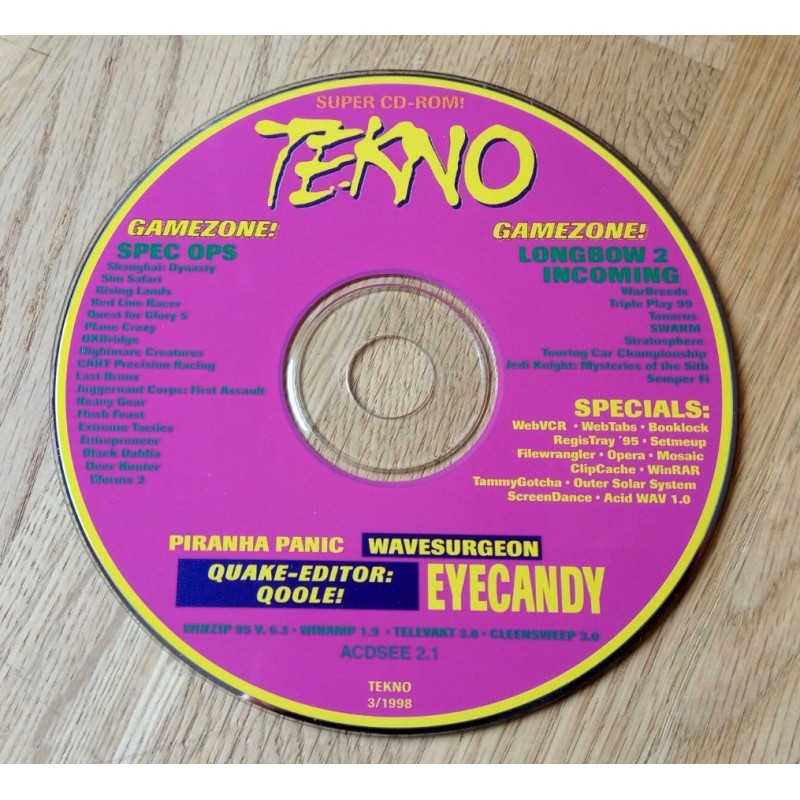 SUPER CD-ROM!
TEKNO
GAMEZONE!
SPEC OPS
Shanghai: Dynasty
Sim Safari
Rising Lands
Red Line Racer
Quest for Glory 5
Plane Crazy
OKBridge
Nightmare Creatures
CART Precision Racing
Last Bronx
Juggernaut Corps: First Assault
Heavy Gear
Flesh Feast
Extreme Tactics
Entrepreneur
Black Dahlia
Deer Hunter
Worms 2
GAMEZONE!
LONGBOW 2
INCOMING
WarBreeds
Triple Play 99
Tanarus
SWARM
Stratosphere
Touring Car Championship
Jedi Knight: Mysteries of the Sith
Semper Fi
SPECIALS:
WebVCR • WebTabs • Booklock
RegisTray '95 • Setmeup
Filewrangler • Opera • Mosaic
ClipCache • WinRAR
TammyGotcha • Outer Solar System
ScreenDance • Acid WAV 1.0
PIRANHA PANIC WAVESURGEON
QUAKE-EDITOR:
QOOLE!
EYECANDY
WINZIP 95 V. 6.3 • WINAMP 1.9 • TELEVAKT 3.0 • CLEENSWEEP 3.0
ACDSEE 2.1
TEKNO
3/1998